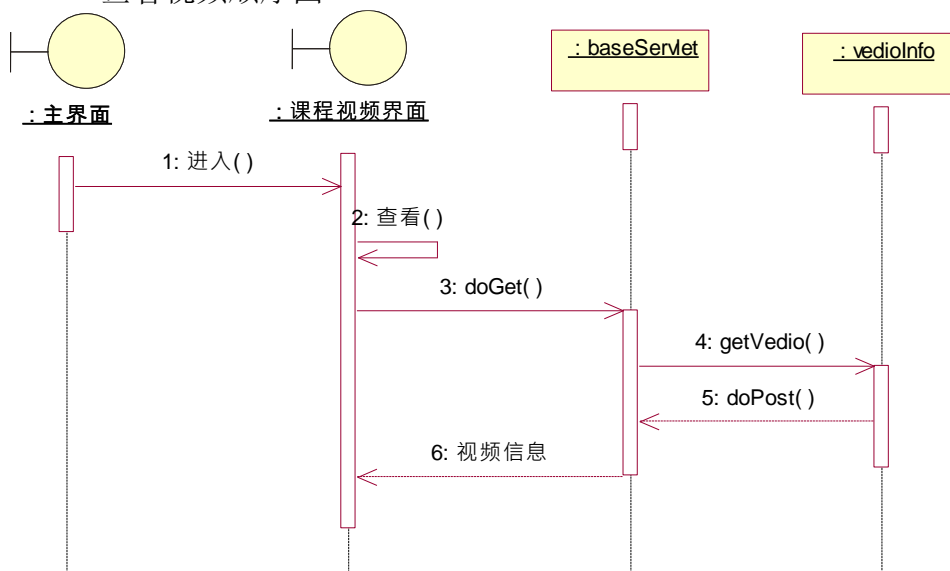 : baseServlet
: vedioInfo
: 主界面
: 课程视频界面
1: 进入( )
2: 查看( )
3: doGet( )
4: getVedio( )
5: doPost( )
6: 视频信息